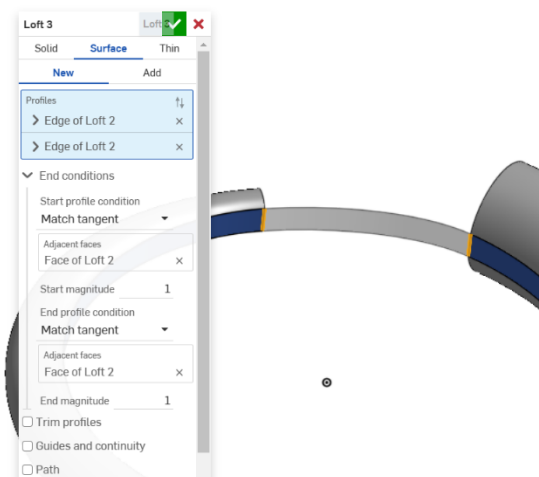 Loft 3
Solid Surface Thin
New Add
Profiles
Edge of Loft 2
Edge of Loft 2
End conditions
Start profile condition
Match tangent
Adjacent faces
Face of Loft 2
Start magnitude 1
End profile condition
Match tangent
Adjacent faces
Face of Loft 2
End magnitude 1
Trim profiles
Guides and continuity
Path